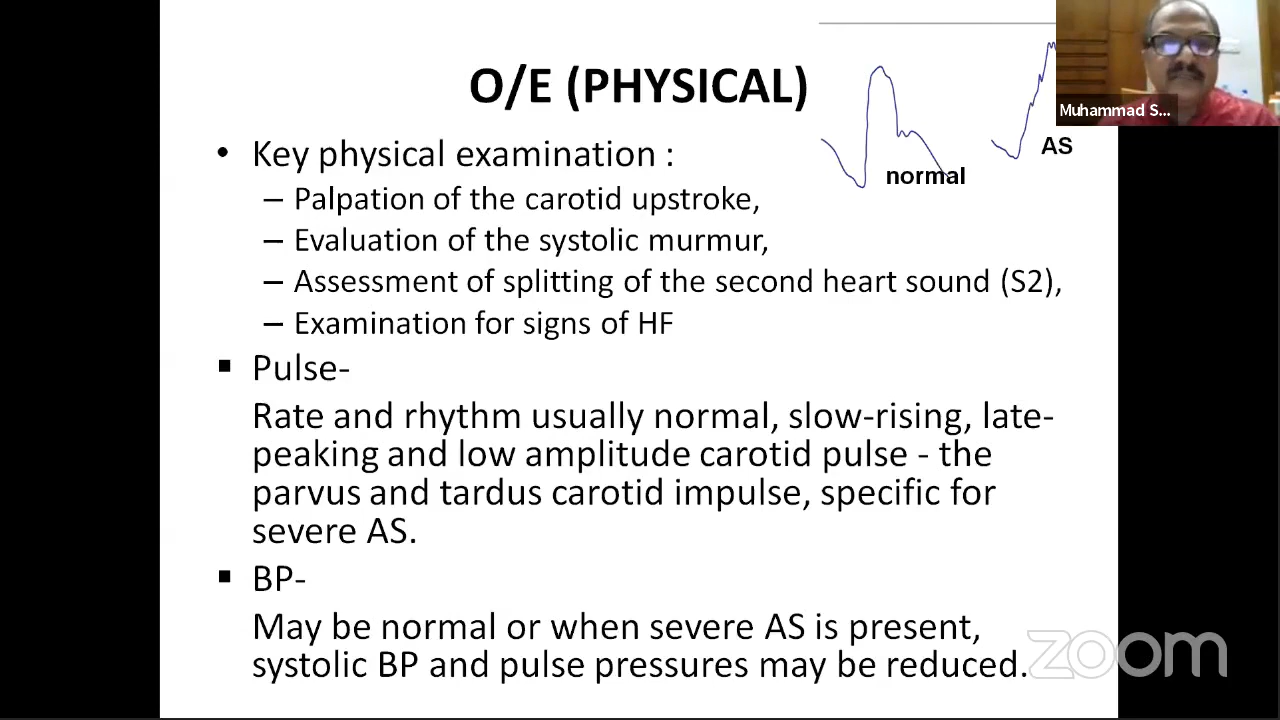 O/E (PHYSICAL)
normal
AS
Muhammad S...
• Key physical examination :
– Palpation of the carotid upstroke,
– Evaluation of the systolic murmur,
– Assessment of splitting of the second heart sound (S2),
– Examination for signs of HF
▪ Pulse-
Rate and rhythm usually normal, slow-rising, late-
peaking and low amplitude carotid pulse - the
parvus and tardus carotid impulse, specific for
severe AS.
▪ BP-
May be normal or when severe AS is present,
systolic BP and pulse pressures may be reduced.
zoom